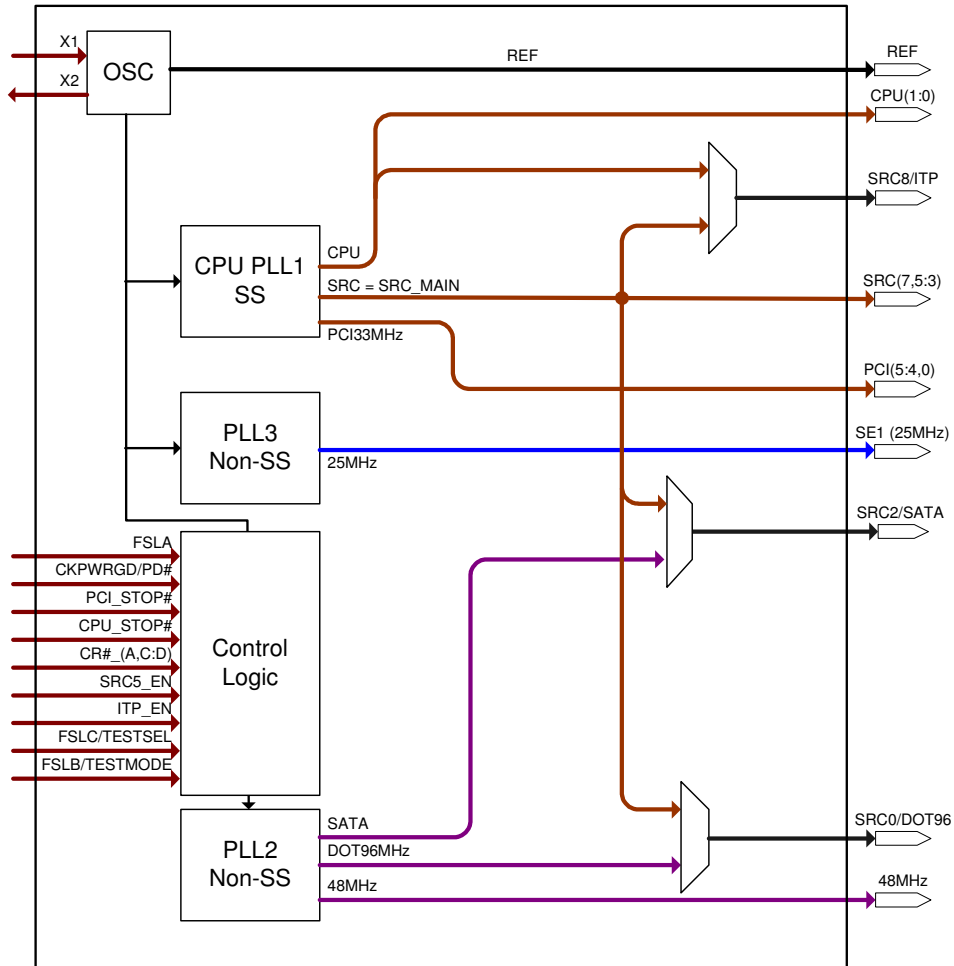 X1
X2
OSC
REF
REF
CPU(1:0)
SRC8/ITP
CPU PLL1
SS
CPU
SRC = SRC_MAIN
PCI33MHz
SRC(7,5:3)
PCI(5:4,0)
PLL3
Non-SS
25MHz
SE1 (25MHz)
SRC2/SATA
FSLA
CKPWRGD/PD#
PCI_STOP#
CPU_STOP#
CR#_(A,C:D)
SRC5_EN
ITP_EN
FSLC/TESTSEL
FSLB/TESTMODE
Control
Logic
PLL2
Non-SS
SATA
DOT96MHz
48MHz
SRC0/DOT96
48MHz